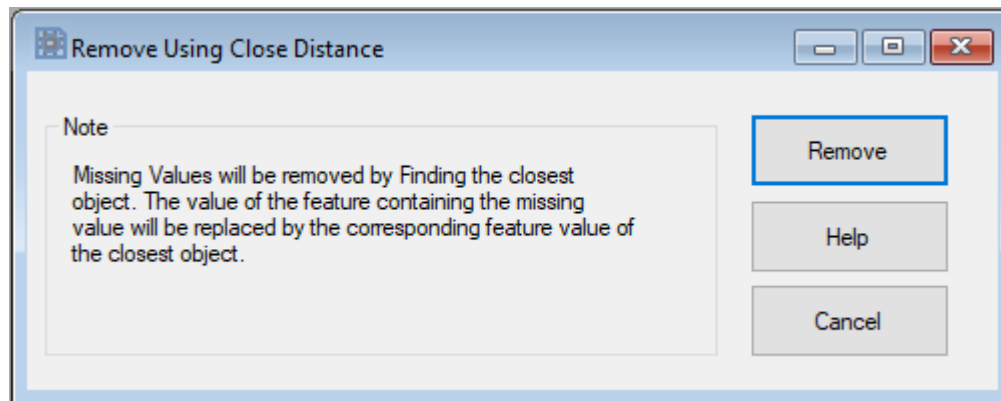 Remove Using Close Distance
Note
Missing Values will be removed by Finding the closest
object. The value of the feature containing the missing
value will be replaced by the corresponding feature value of
the closest object.
Remove
Help
Cancel